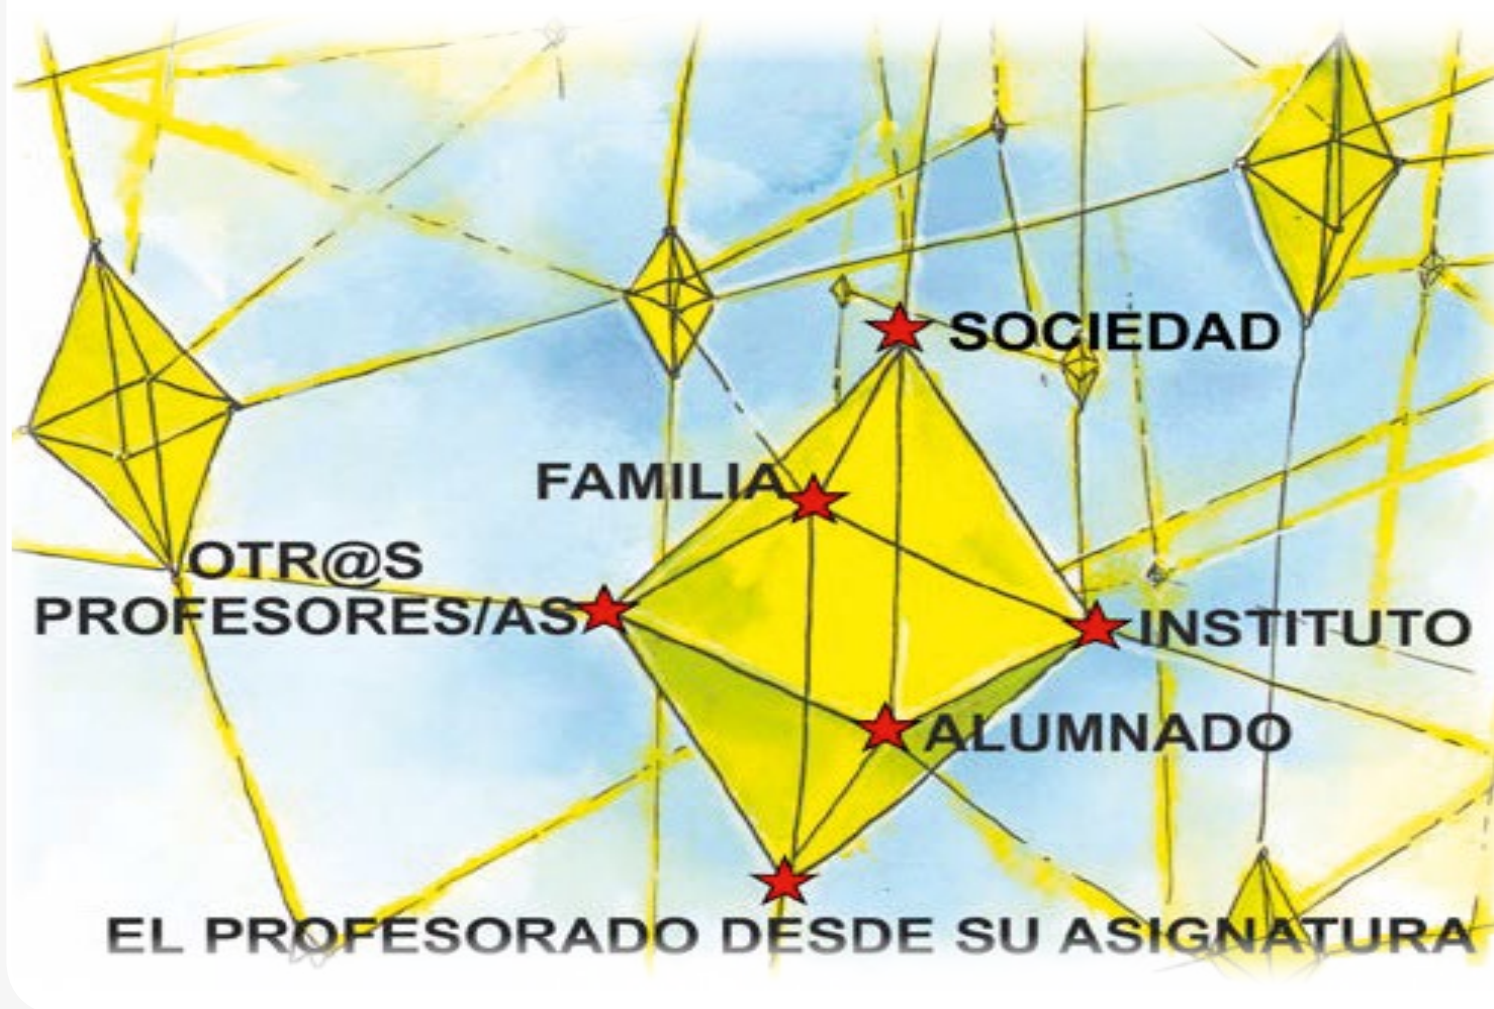 SOCIEDAD
FAMILIA
OTR@S
PROFESORES/AS
INSTITUTO
ALUMNADO
EL PROFESORADO DESDE SU ASIGNATURA